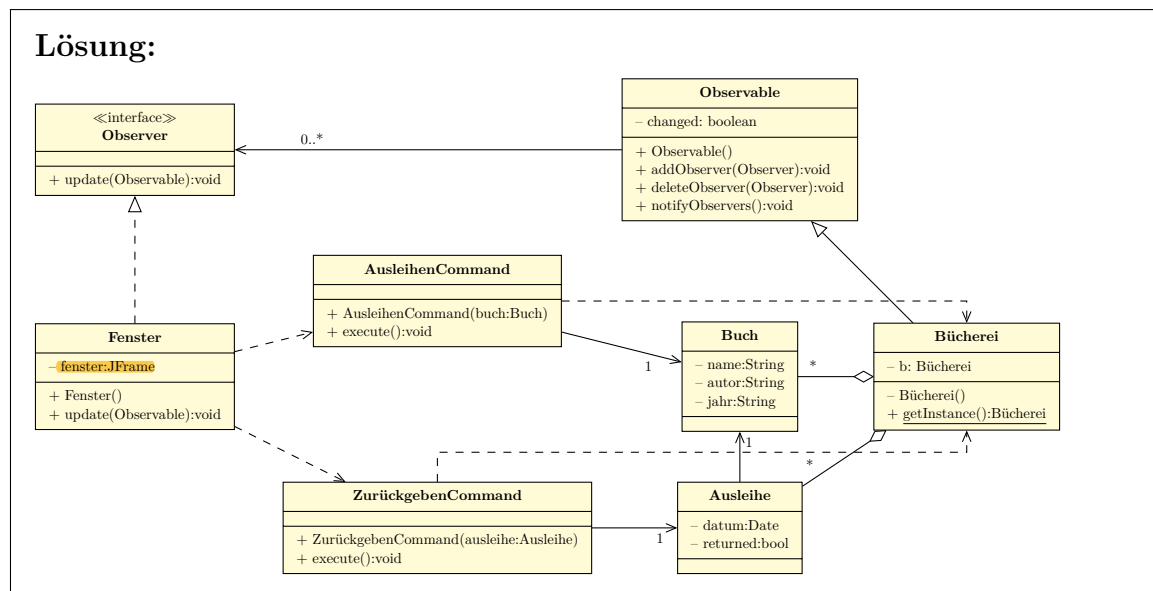 Lösung:
≪interface≫
Observer
+ update(Observable):void
0..*
Observable
– changed: boolean
+ Observable()
+ addObserver(Observer):void
+ deleteObserver(Observer):void
+ notifyObservers():void
AusleihenCommand
+ AusleihenCommand(buch:Buch)
+ execute():void
Fenster
– fenster:JFrame
+ Fenster()
+ update(Observable):void
1
Buch
– name:String
– autor:String
– jahr:String
*
Bücherei
– b: Bücherei
– Bücherei()
+ getInstance():Bücherei
1
*
ZurückgebenCommand
+ ZurückgebenCommand(ausleihe:Ausleihe)
+ execute():void
1
Ausleihe
– datum:Date
– returned:bool